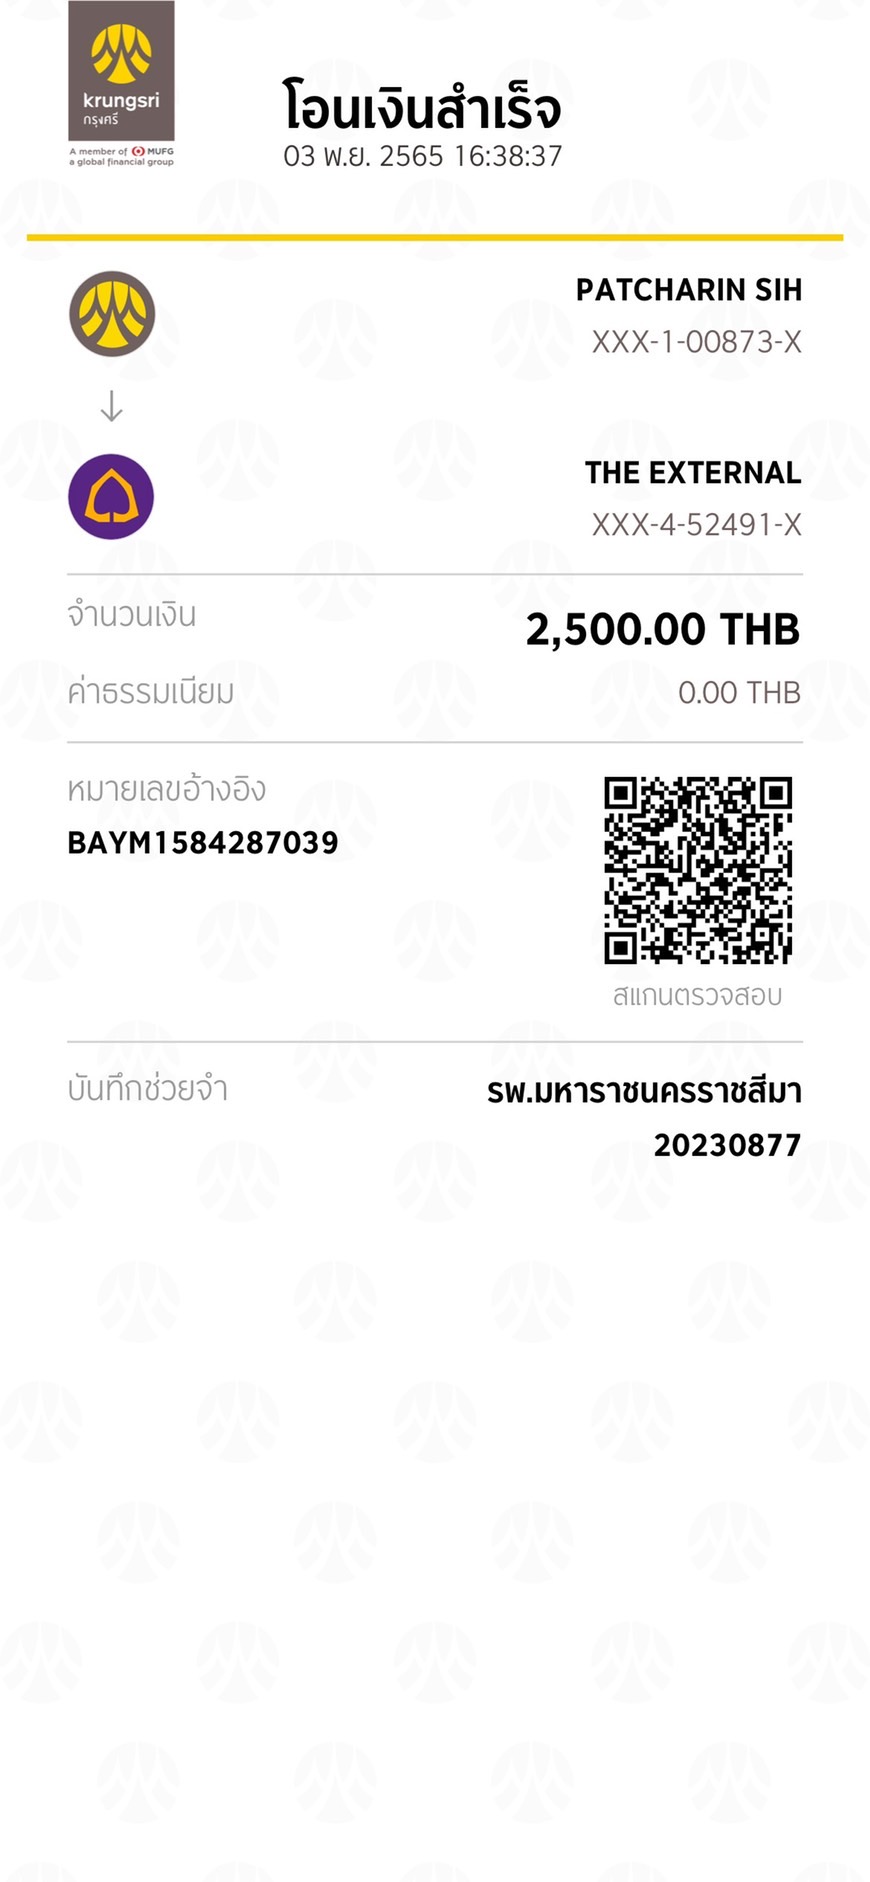 krungsri
กรุงศรี
A member of MUFG
a global financial group
โอนเงินสำเร็จ
03 พ.ย. 2565 16:38:37
PATCHARIN SIH
XXX-1-00873-X
THE EXTERNAL
XXX-4-52491-X
จำนวนเงิน
2,500.00 THB
ค่าธรรมเนียม
0.00 THB
หมายเลขอ้างอิง
BAYM1584287039
สแกนตรวจสอบ
บันทึกช่วยจำ
รพ.มหาราชนครราชสีมา
20230877